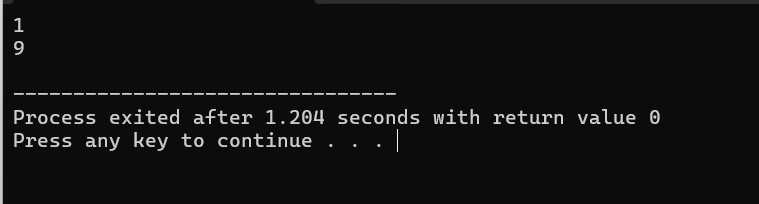 1
9
--------------------------------
Process exited after 1.204 seconds with return value 0
Press any key to continue . . .